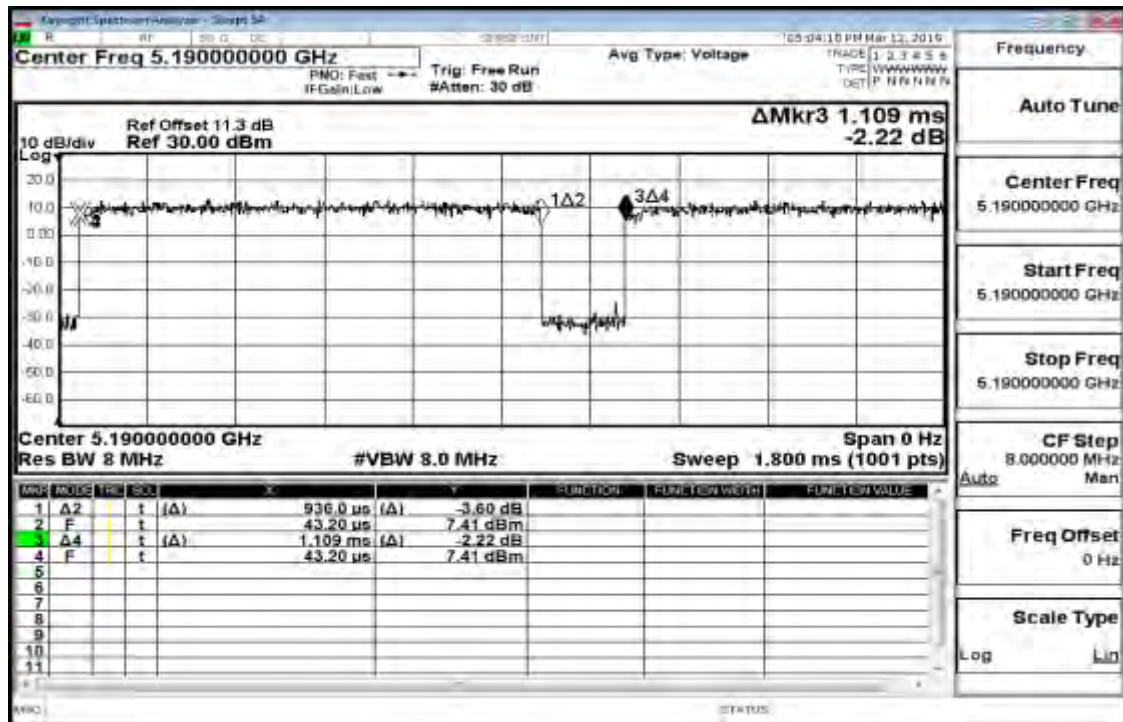 Keysight Spectrum Analyzer - Swept SA
RF 50 Ω DC SENSE:INT 05:04:10 PM Mar 12, 2019
Center Freq 5.190000000 GHz
PNO: Fast
IFGain:Low
Trig: Free Run
#Atten: 30 dB
Avg Type: Voltage
TRACE 1 2 3 4 5 6
TYPE WWWWWW
DET P N N N N N
Ref Offset 11.3 dB
Ref 30.00 dBm
10 dB/div
Log
ΔMkr3 1.109 ms
-2.22 dB
20.0
10.0
0.00
-10.0
-20.0
-30.0
-40.0
-50.0
-60.0
1Δ2
3Δ4
Center 5.190000000 GHz
Span 0 Hz
Res BW 8 MHz
#VBW 8.0 MHz
Sweep 1.800 ms (1001 pts)
MKR MODE TRC SCL X Y FUNCTION FUNCTION WIDTH FUNCTION VALUE
1 Δ2 t (Δ) 936.0 µs (Δ) -3.60 dB
2 F t 43.20 µs 7.41 dBm
3 Δ4 t (Δ) 1.109 ms (Δ) -2.22 dB
4 F t 43.20 µs 7.41 dBm
5
6
7
8
9
10
11
MSG
STATUS
Frequency
Auto Tune
Center Freq
5.190000000 GHz
Start Freq
5.190000000 GHz
Stop Freq
5.190000000 GHz
CF Step
8.000000 MHz
Auto Man
Freq Offset
0 Hz
Scale Type
Log Lin